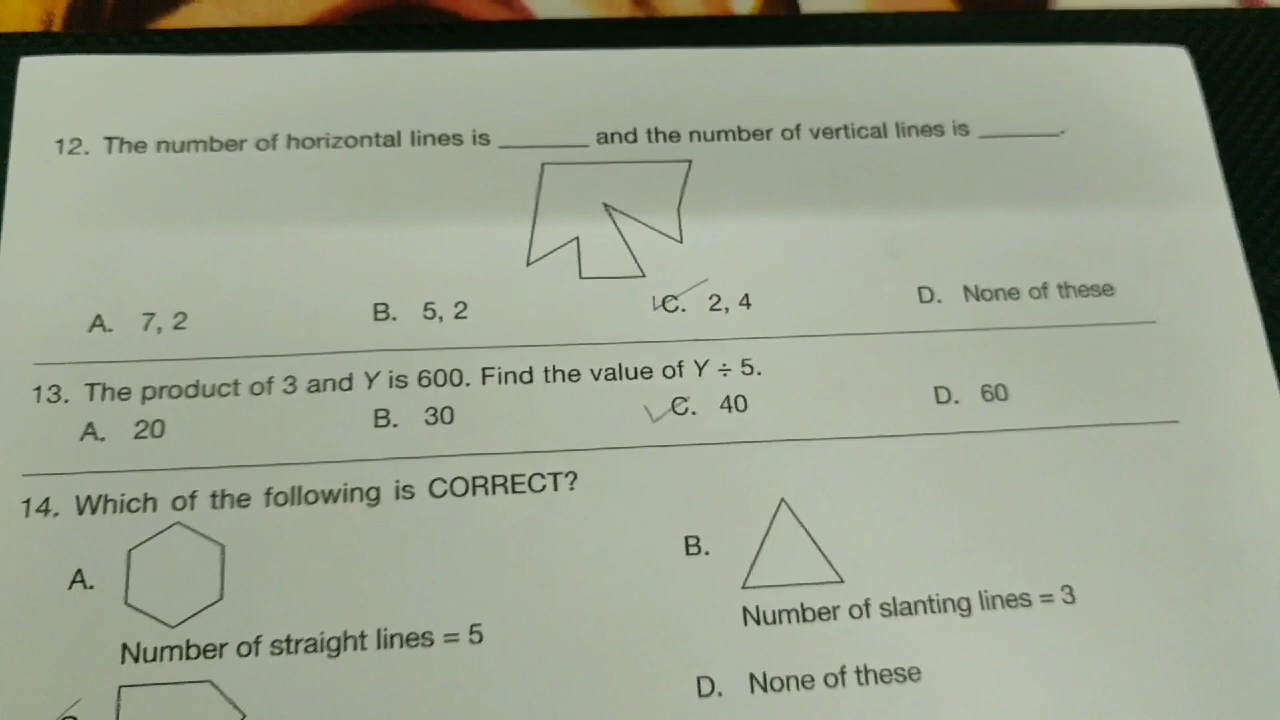 12. The number of horizontal lines is ______ and the number of vertical lines is ______.
A. 7, 2 B. 5, 2 C. 2, 4 D. None of these
13. The product of 3 and Y is 600. Find the value of Y ÷ 5.
A. 20 B. 30 C. 40 D. 60
14. Which of the following is CORRECT?
A. B.
Number of straight lines = 5 Number of slanting lines = 3
D. None of these